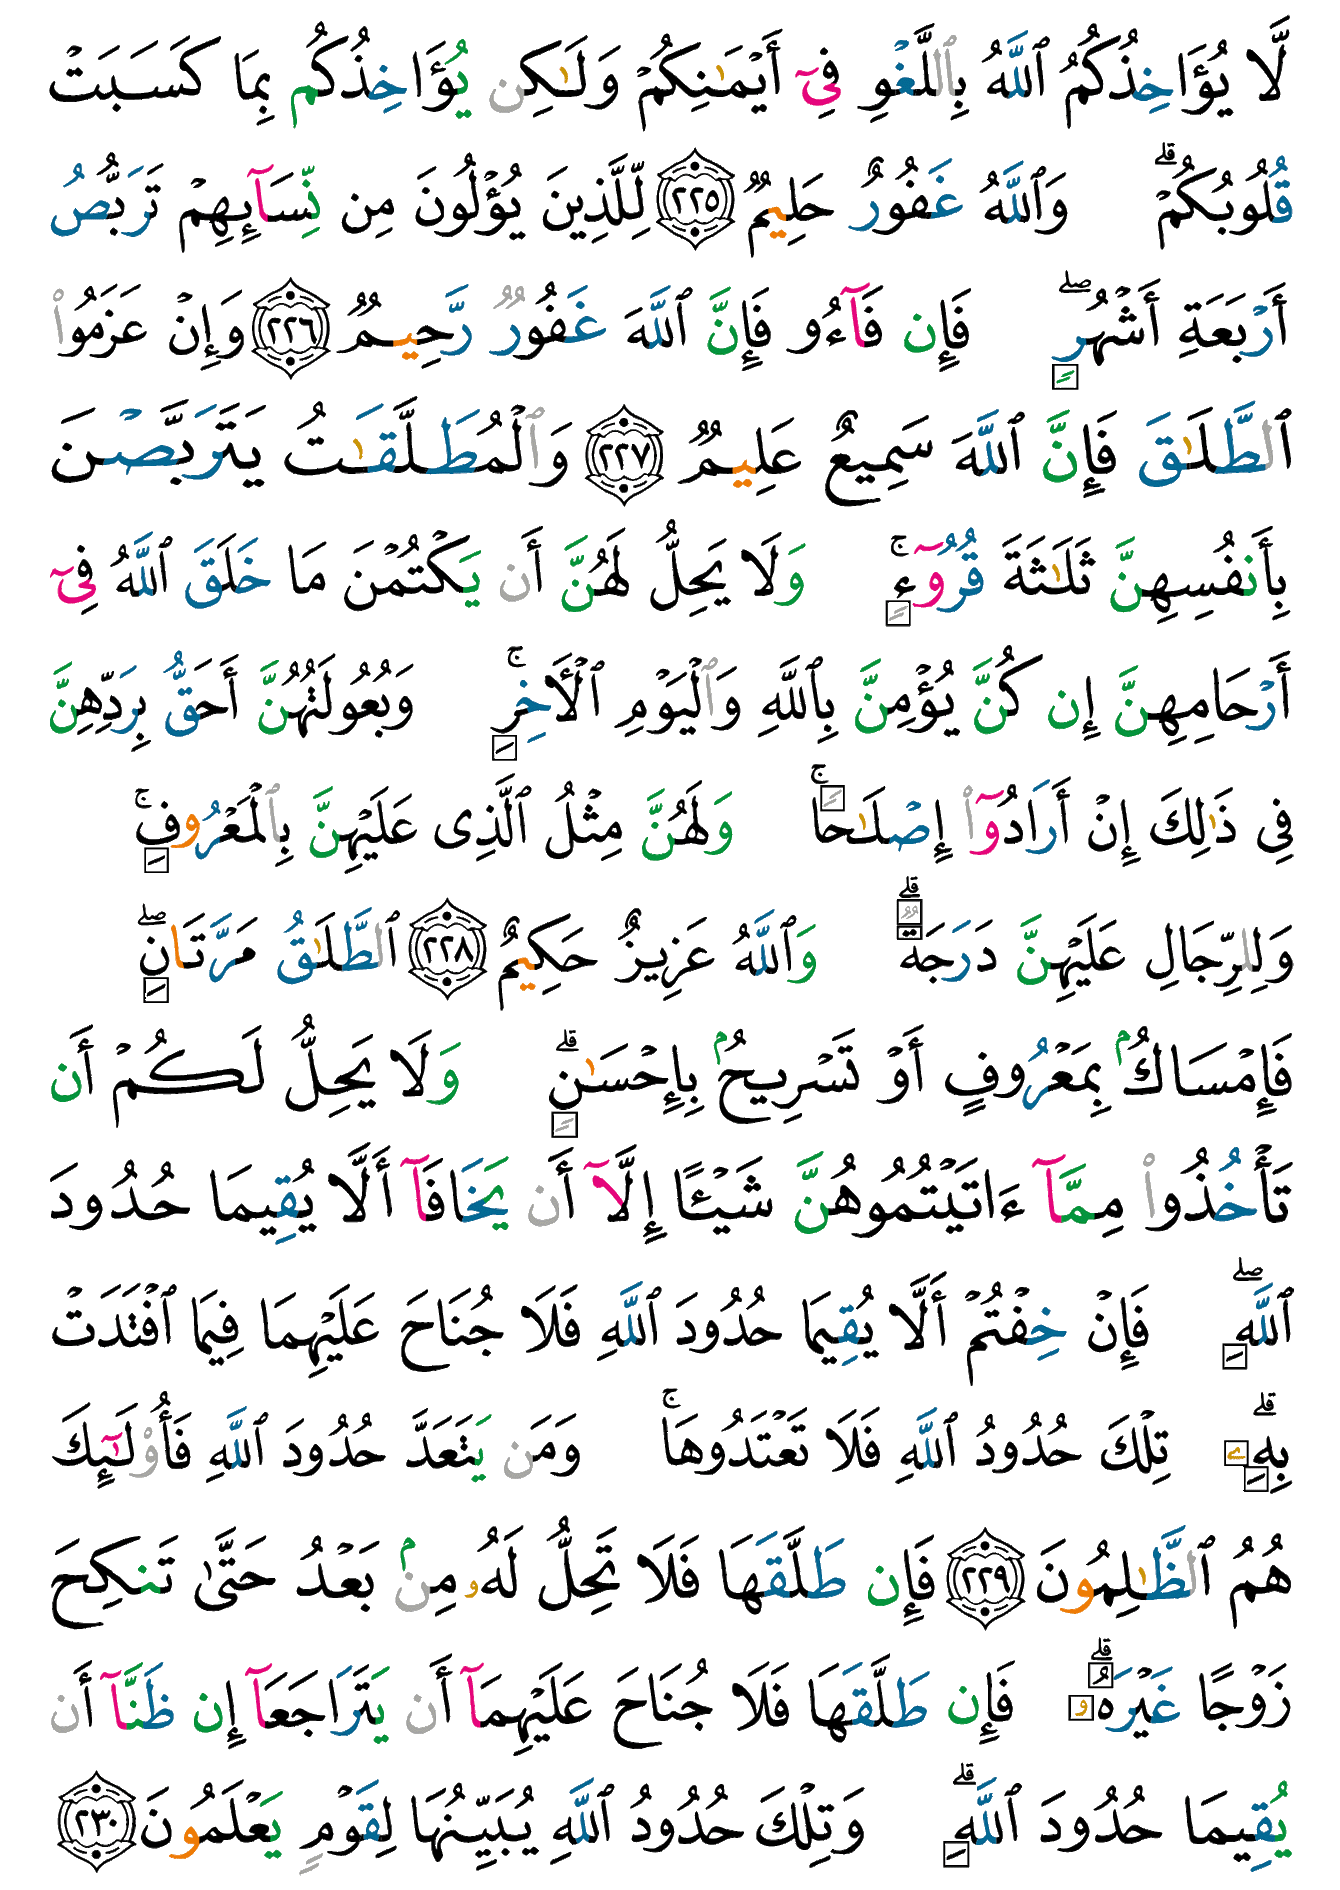 لَّا يُؤَاخِذُكُمُ ٱللَّهُ بِٱللَّغْوِ فِىٓ أَيْمَـٰنِكُمْ وَلَـٰكِن يُؤَاخِذُكُم بِمَا كَسَبَتْ
قُلُوبُكُمْ ۗ وَٱللَّهُ غَفُورٌ حَلِيمٌ ٢٢٥ لِّلَّذِينَ يُؤْلُونَ مِن نِّسَآئِهِمْ تَرَبُّصُ
أَرْبَعَةِ أَشْهُرٍ ۖ فَإِن فَآءُو فَإِنَّ ٱللَّهَ غَفُورٌ رَّحِيمٌ ٢٢٦ وَإِنْ عَزَمُوا۟
ٱلطَّلَـٰقَ فَإِنَّ ٱللَّهَ سَمِيعٌ عَلِيمٌ ٢٢٧ وَٱلْمُطَلَّقَـٰتُ يَتَرَبَّصْنَ
بِأَنفُسِهِنَّ ثَلَـٰثَةَ قُرُوٓءٍ ۚ وَلَا يَحِلُّ لَهُنَّ أَن يَكْتُمْنَ مَا خَلَقَ ٱللَّهُ فِىٓ
أَرْحَامِهِنَّ إِن كُنَّ يُؤْمِنَّ بِٱللَّهِ وَٱلْيَوْمِ ٱلْـَٔاخِرِ ۚ وَبُعُولَتُهُنَّ أَحَقُّ بِرَدِّهِنَّ
فِى ذَٰلِكَ إِنْ أَرَادُوٓا۟ إِصْلَـٰحًا ۚ وَلَهُنَّ مِثْلُ ٱلَّذِى عَلَيْهِنَّ بِٱلْمَعْرُوفِ ۚ
وَلِلرِّجَالِ عَلَيْهِنَّ دَرَجَةٌ ۗ وَٱللَّهُ عَزِيزٌ حَكِيمٌ ٢٢٨ ٱلطَّلَـٰقُ مَرَّتَانِ ۖ
فَإِمْسَاكٌۢ بِمَعْرُوفٍ أَوْ تَسْرِيحٌۢ بِإِحْسَـٰنٍ ۗ وَلَا يَحِلُّ لَكُمْ أَن
تَأْخُذُوا۟ مِمَّآ ءَاتَيْتُمُوهُنَّ شَيْـًٔا إِلَّآ أَن يَخَافَآ أَلَّا يُقِيمَا حُدُودَ
ٱللَّهِ ۖ فَإِنْ خِفْتُمْ أَلَّا يُقِيمَا حُدُودَ ٱللَّهِ فَلَا جُنَاحَ عَلَيْهِمَا فِيمَا ٱفْتَدَتْ
بِهِۦ ۗ تِلْكَ حُدُودُ ٱللَّهِ فَلَا تَعْتَدُوهَا ۚ وَمَن يَتَعَدَّ حُدُودَ ٱللَّهِ فَأُو۟لَـٰٓئِكَ
هُمُ ٱلظَّـٰلِمُونَ ٢٢٩ فَإِن طَلَّقَهَا فَلَا تَحِلُّ لَهُۥ مِنۢ بَعْدُ حَتَّىٰ تَنكِحَ
زَوْجًا غَيْرَهُۥ ۗ فَإِن طَلَّقَهَا فَلَا جُنَاحَ عَلَيْهِمَآ أَن يَتَرَاجَعَآ إِن ظَنَّآ أَن
يُقِيمَا حُدُودَ ٱللَّهِ ۗ وَتِلْكَ حُدُودُ ٱللَّهِ يُبَيِّنُهَا لِقَوْمٍ يَعْلَمُونَ ٢٣٠